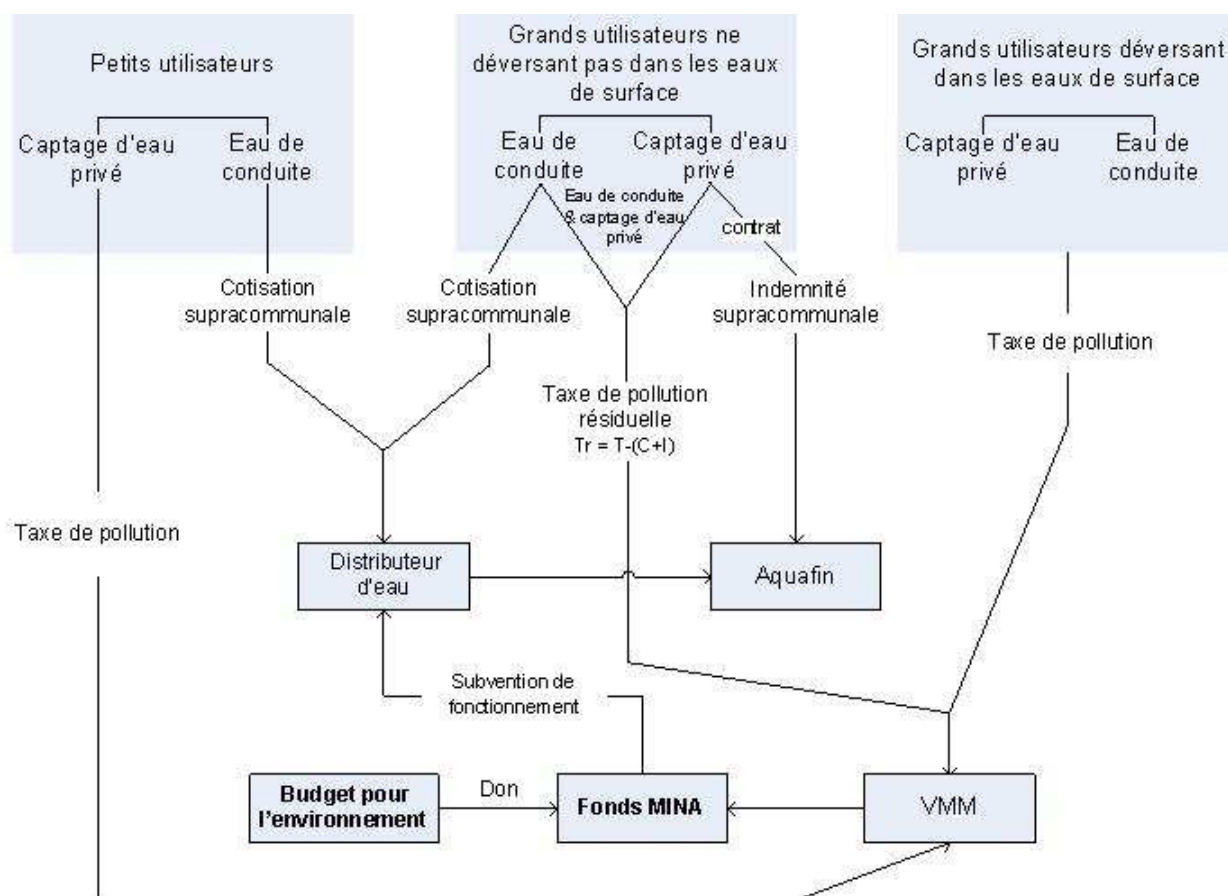 Petits utilisateurs
Captage d'eau
privé
Eau de
conduite
Grands utilisateurs ne
déversant pas dans les eaux
de surface
Eau de
conduite
Captage d'eau
privé
Eau de conduite
& captage d'eau
privé
contrat
Grands utilisateurs déversant
dans les eaux de surface
Captage d'eau
privé
Eau de
conduite
Cotisation
supracommunale
Cotisation
supracommunale
Indemnité
supracommunale
Taxe de pollution
Taxe de pollution
résiduelle
Tr = T-(C+I)
Taxe de pollution
Distributeur
d'eau
Aquafin
Subvention de
fonctionnement
Budget pour
l'environnement
Don
Fonds MINA
VMM